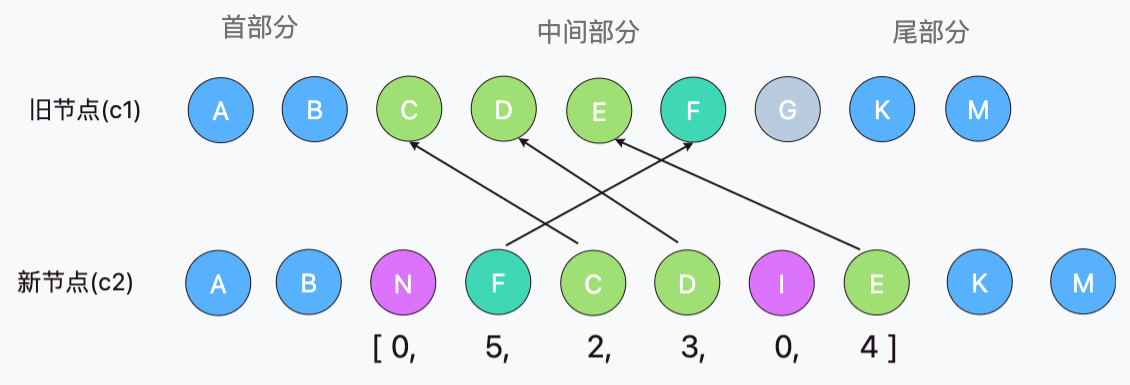 首部分 中间部分 尾部分
旧节点(c1) A B C D E F G K M
新节点(c2) A B N F C D I E K M
[ 0, 5, 2, 3, 0, 4 ]